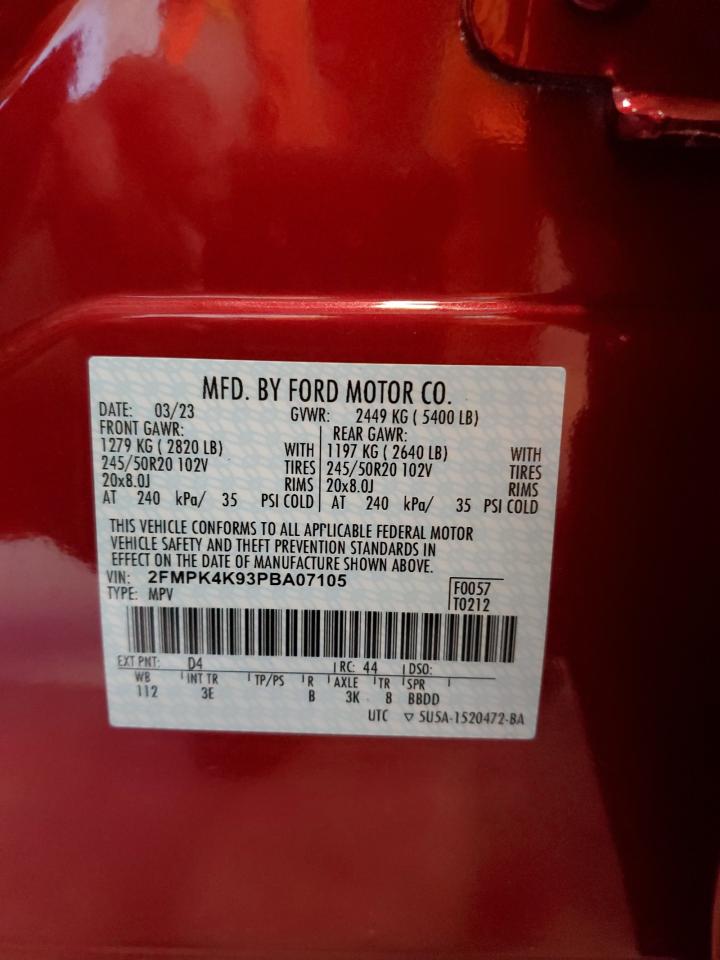 MFD. BY FORD MOTOR CO.
DATE: 03/23 GVWR: 2449 KG ( 5400 LB)
FRONT GAWR: REAR GAWR:
1279 KG ( 2820 LB) WITH 1197 KG ( 2640 LB) WITH
245/50R20 102V TIRES 245/50R20 102V TIRES
20x8.0J RIMS 20x8.0J RIMS
AT 240 kPa/ 35 PSI COLD AT 240 kPa/ 35 PSI COLD
THIS VEHICLE CONFORMS TO ALL APPLICABLE FEDERAL MOTOR
VEHICLE SAFETY AND THEFT PREVENTION STANDARDS IN
EFFECT ON THE DATE OF MANUFACTURE SHOWN ABOVE.
VIN: 2FMPK4K93PBA07105 F0057
TYPE: MPV T0212
EXT PNT: D4 RC: 44 DSO:
WB INT TR TP/PS R AXLE TR SPR
112 3E B 3K 8 BBDD
UTC ▽ 5U5A-1520472-BA